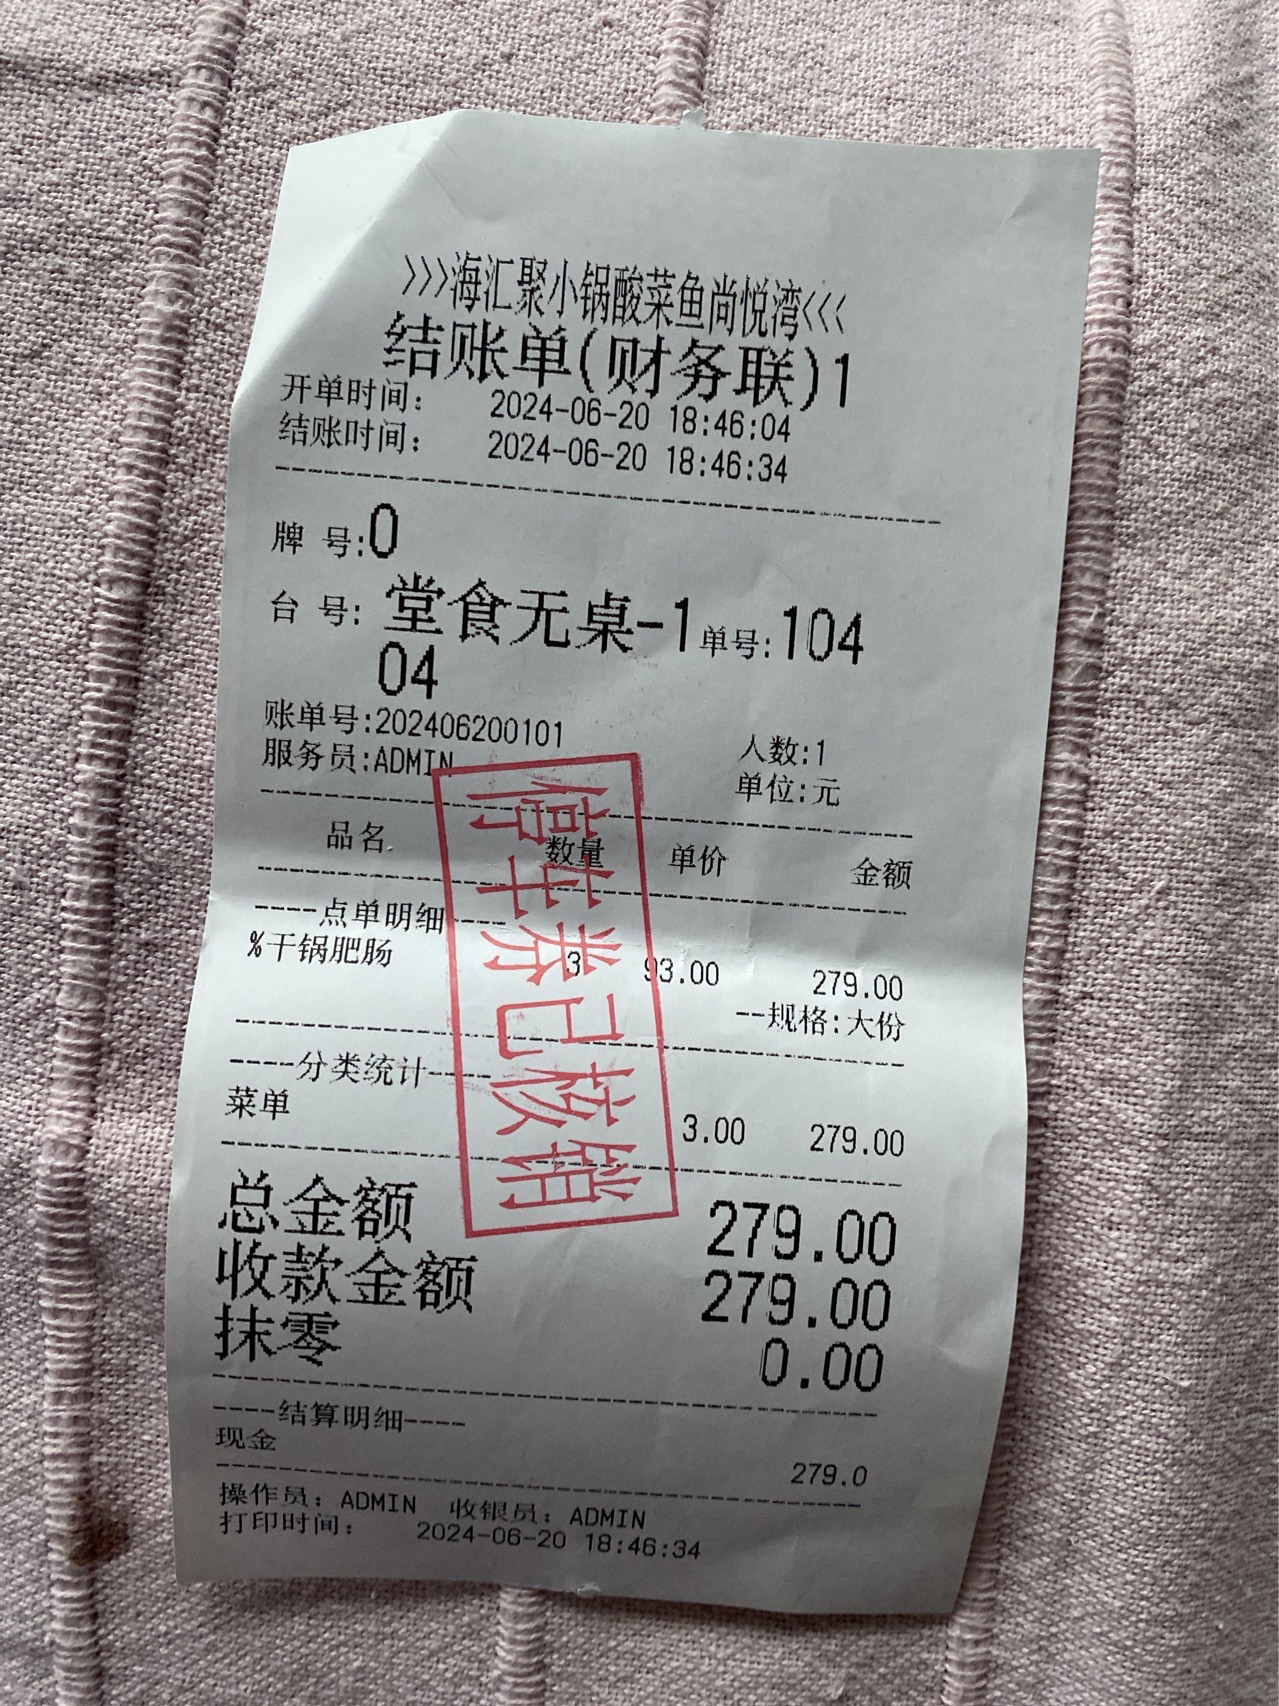 >>>海汇聚小锅酸菜鱼尚悦湾<<<
结账单(财务联)1
开单时间: 2024-06-20 18:46:04
结账时间: 2024-06-20 18:46:34
牌 号:0
台 号: 堂食无桌-1 单号:104
04
账单号:202406200101
人数:1
服务员:ADMIN
单位:元
品名 数量 单价 金额
----点单明细----
%干锅肥肠 3 93.00 279.00
--规格:大份
----分类统计----
菜单 3.00 279.00
总金额 279.00
收款金额 279.00
抹零 0.00
----结算明细----
现金 279.0
操作员: ADMIN 收银员: ADMIN
打印时间: 2024-06-20 18:46:34
停车券已核销